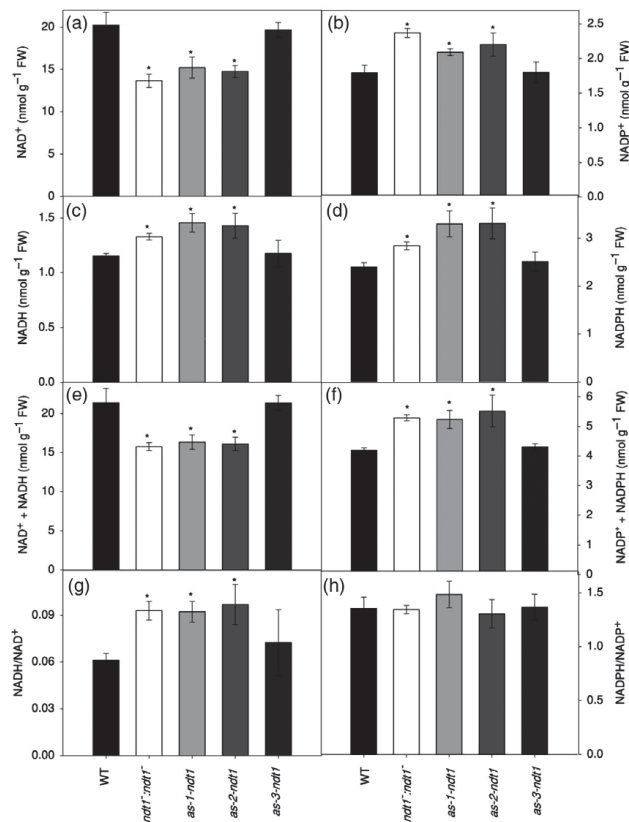 (a)
NAD+ (nmol g−1 FW)
20
15
10
5
0
* * *
(b)
NADP+ (nmol g−1 FW)
2.5
2.0
1.5
1.0
0.5
0.0
* * *
(c)
NADH (nmol g−1 FW)
1.5
1.0
0.5
0.0
* * *
(d)
NADPH (nmol g−1 FW)
3
2
1
0
* * *
(e)
NAD+ + NADH (nmol g−1 FW)
20
15
10
5
0
* * *
(f)
NADP+ + NADPH (nmol g−1 FW)
6
5
4
3
2
1
0
* * *
(g)
NADH/NAD+
0.09
0.06
0.03
0.00
* * *
(h)
NADPH/NADP+
1.5
1.0
0.5
0.0
WT
ndt1−:ndt1−
as-1-ndt1
as-2-ndt1
as-3-ndt1
WT
ndt1−:ndt1−
as-1-ndt1
as-2-ndt1
as-3-ndt1